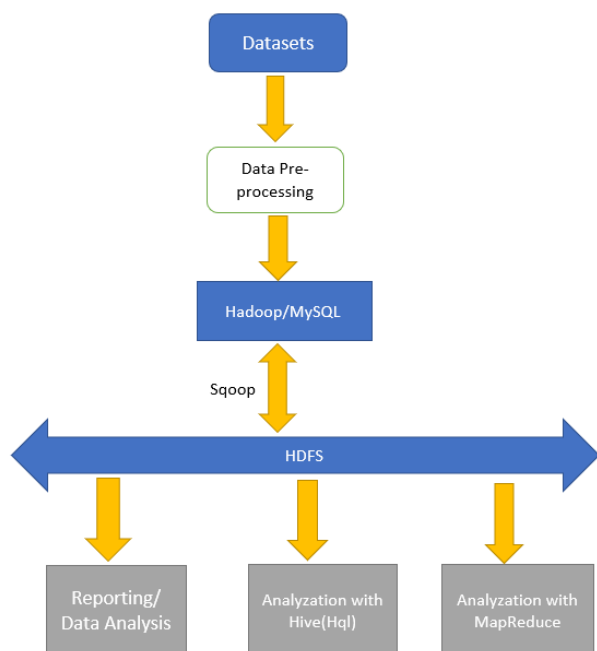 Datasets
Data Pre-
processing
Hadoop/MySQL
Sqoop
HDFS
Reporting/
Data Analysis
Analyzation with
Hive(Hql)
Analyzation with
MapReduce